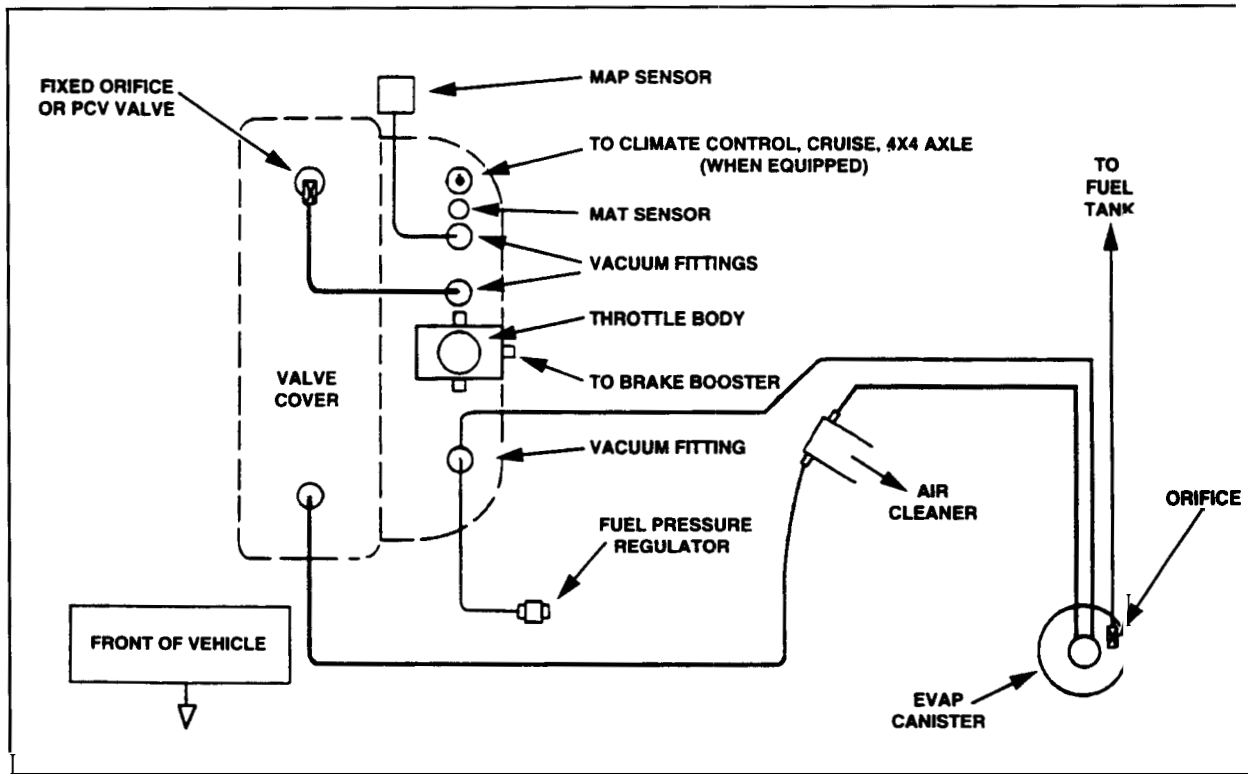 FIXED ORIFICE
OR PCV VALVE
MAP SENSOR
TO CLIMATE CONTROL, CRUISE, 4X4 AXLE
(WHEN EQUIPPED)
MAT SENSOR
VACUUM FITTINGS
THROTTLE BODY
TO BRAKE BOOSTER
VALVE
COVER
VACUUM FITTING
FUEL PRESSURE
REGULATOR
AIR
CLEANER
TO
FUEL
TANK
ORIFICE
EVAP
CANISTER
FRONT OF VEHICLE